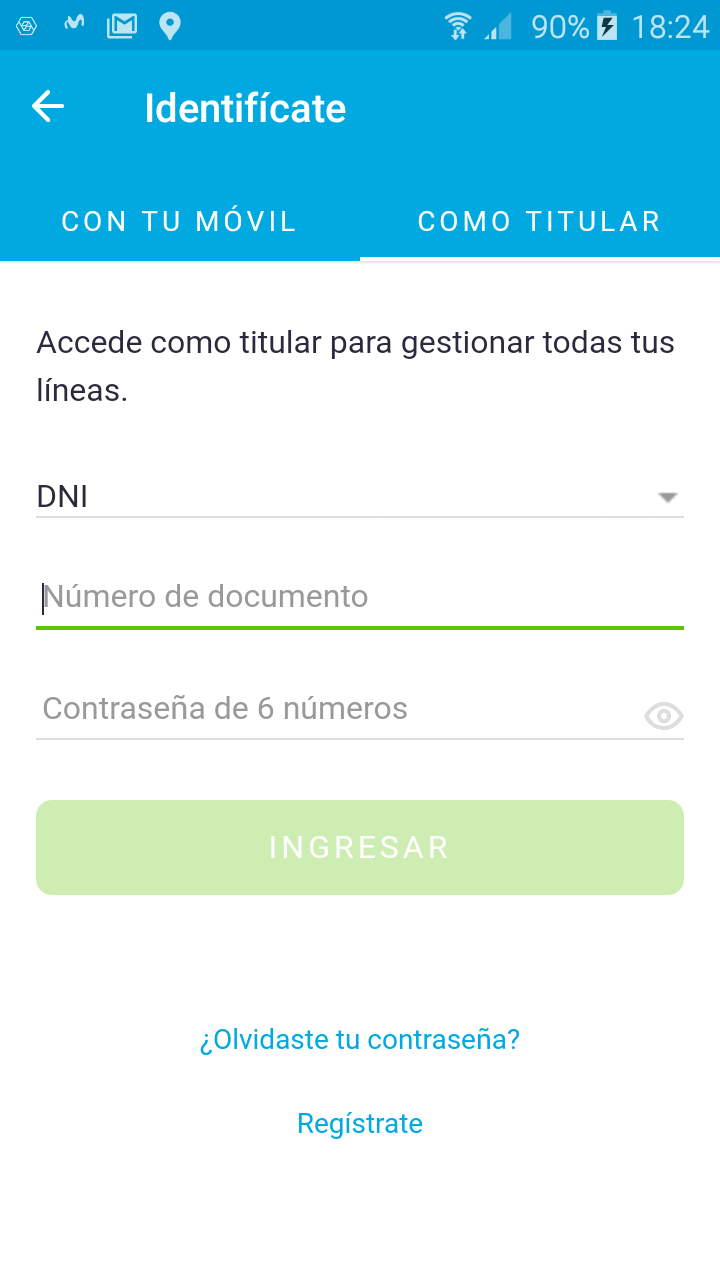 90% 18:24
Identifícate
CON TU MÓVIL COMO TITULAR
Accede como titular para gestionar todas tus
líneas.
DNI
Número de documento
Contraseña de 6 números
INGRESAR
¿Olvidaste tu contraseña?
Regístrate